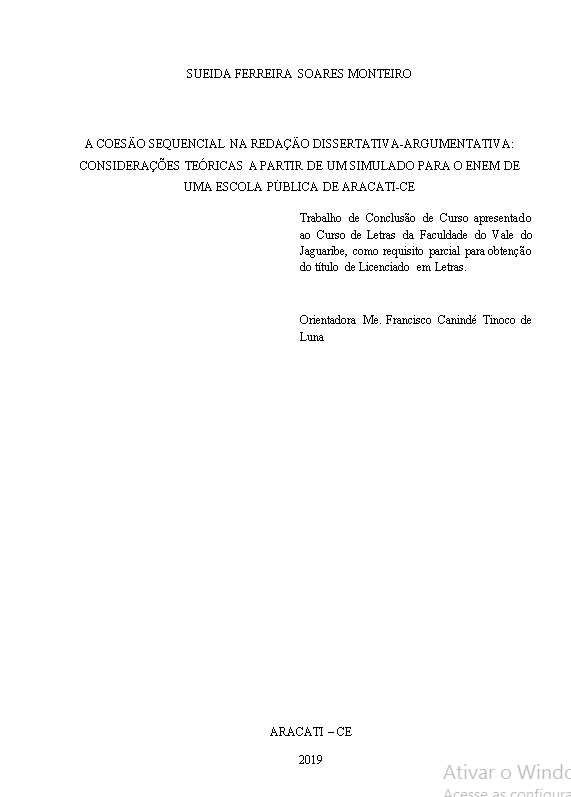 SUEIDA FERREIRA SOARES MONTEIRO
A COESÃO SEQUENCIAL NA REDAÇÃO DISSERTATIVA-ARGUMENTATIVA:
CONSIDERAÇÕES TEÓRICAS A PARTIR DE UM SIMULADO PARA O ENEM DE
UMA ESCOLA PÚBLICA DE ARACATI-CE
Trabalho de Conclusão de Curso apresentado
ao Curso de Letras da Faculdade do Vale do
Jaguaribe, como requisito parcial para obtenção
do título de Licenciado em Letras.
Orientadora Me. Francisco Canindé Tinoco de
Luna
ARACATI – CE
2019
Ativar o Windo
Acesse as configura